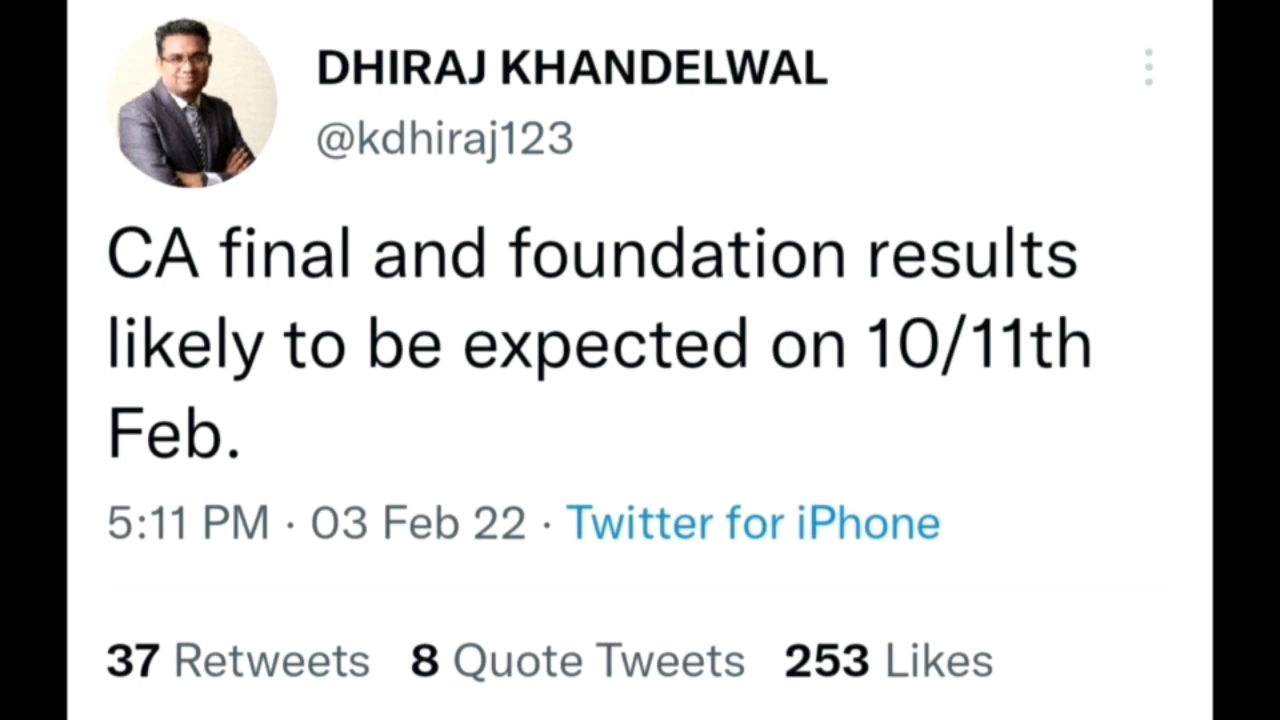 DHIRAJ KHANDELWAL
@kdhiraj123
CA final and foundation results
likely to be expected on 10/11th
Feb.
5:11 PM · 03 Feb 22 · Twitter for iPhone
37 Retweets 8 Quote Tweets 253 Likes